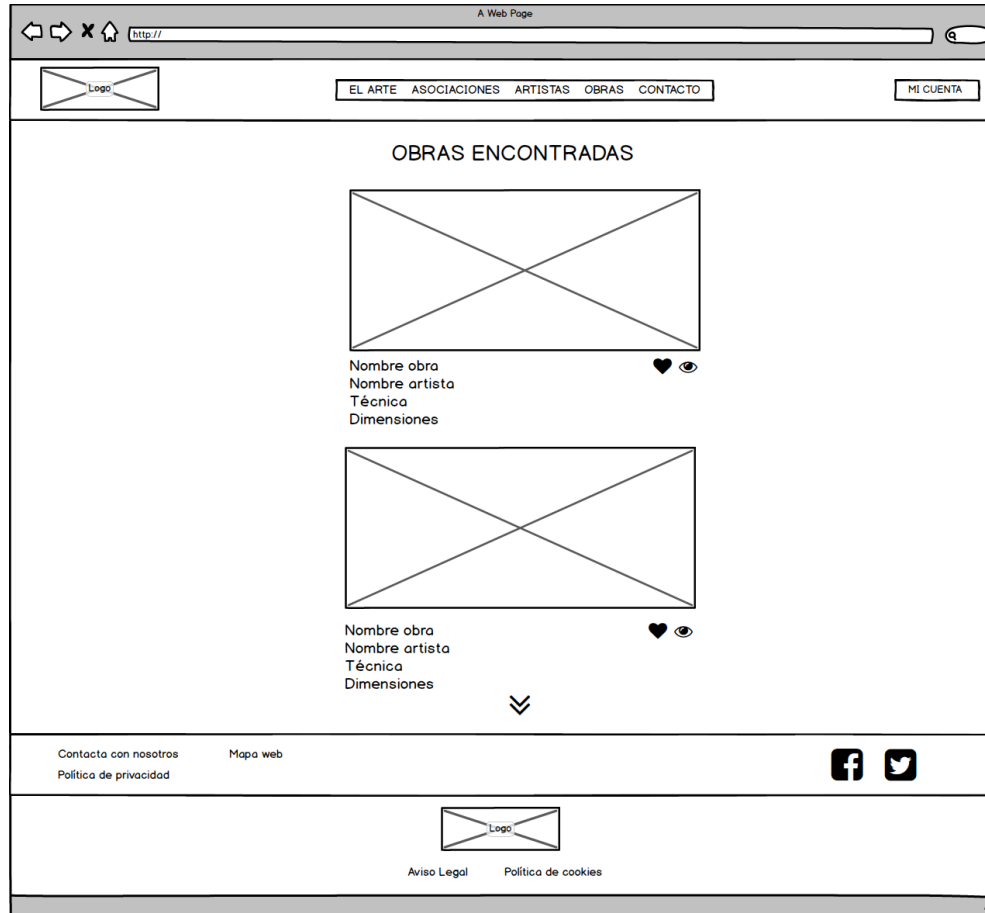 A Web Page
http://
Logo
EL ARTE ASOCIACIONES ARTISTAS OBRAS CONTACTO
MI CUENTA
OBRAS ENCONTRADAS
Nombre obra
Nombre artista
Técnica
Dimensiones
Nombre obra
Nombre artista
Técnica
Dimensiones
Contacta con nosotros Mapa web
Política de privacidad
Logo
Aviso Legal Política de cookies